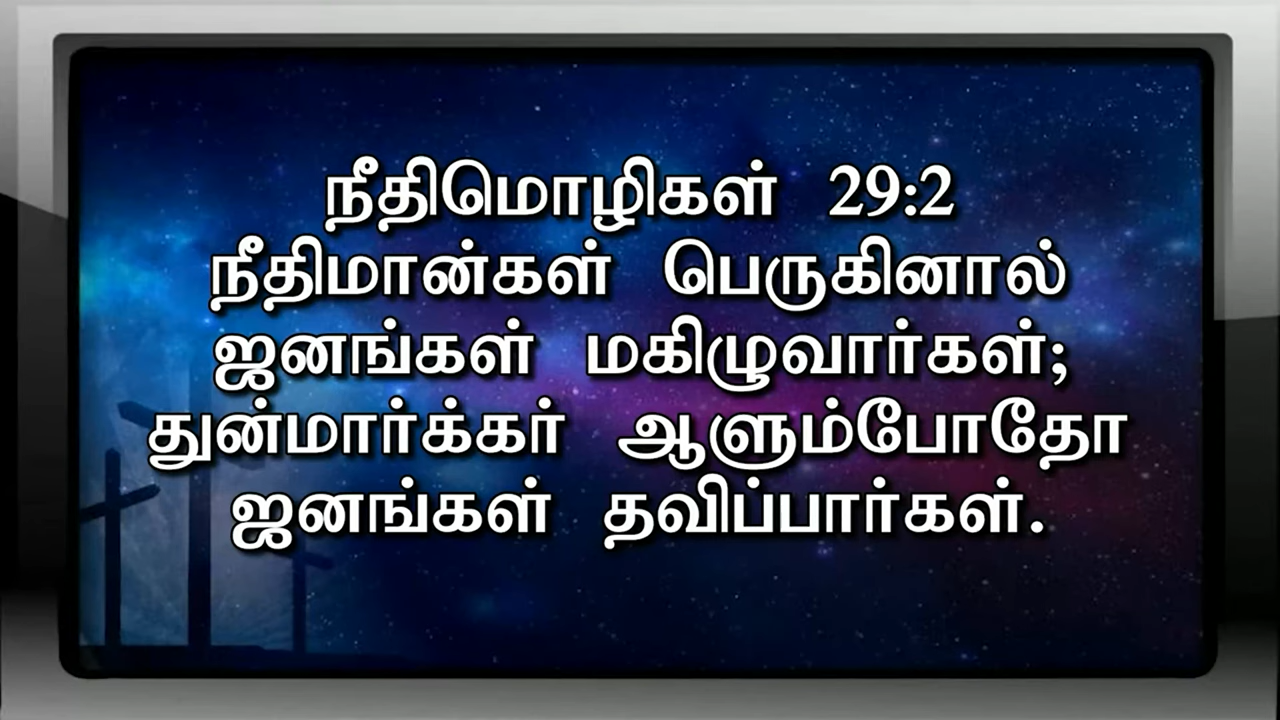 நீதிமொழிகள் 29:2
நீதிமான்கள் பெருகினால்
ஜனங்கள் மகிழுவார்கள்;
துன்மார்க்கர் ஆளும்போதோ
ஜனங்கள் தவிப்பார்கள்.